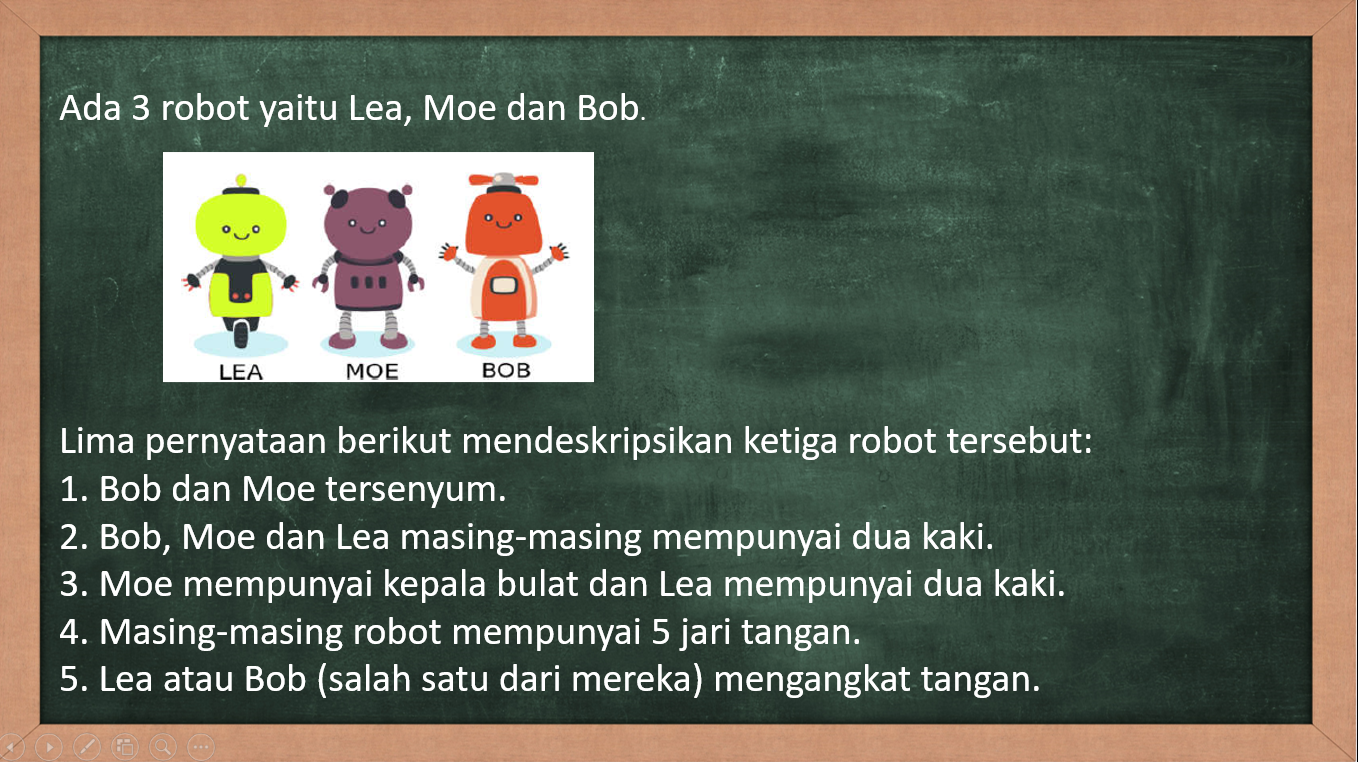 Ada 3 robot yaitu Lea, Moe dan Bob.
LEA MOE BOB
Lima pernyataan berikut mendeskripsikan ketiga robot tersebut:
1. Bob dan Moe tersenyum.
2. Bob, Moe dan Lea masing-masing mempunyai dua kaki.
3. Moe mempunyai kepala bulat dan Lea mempunyai dua kaki.
4. Masing-masing robot mempunyai 5 jari tangan.
5. Lea atau Bob (salah satu dari mereka) mengangkat tangan.